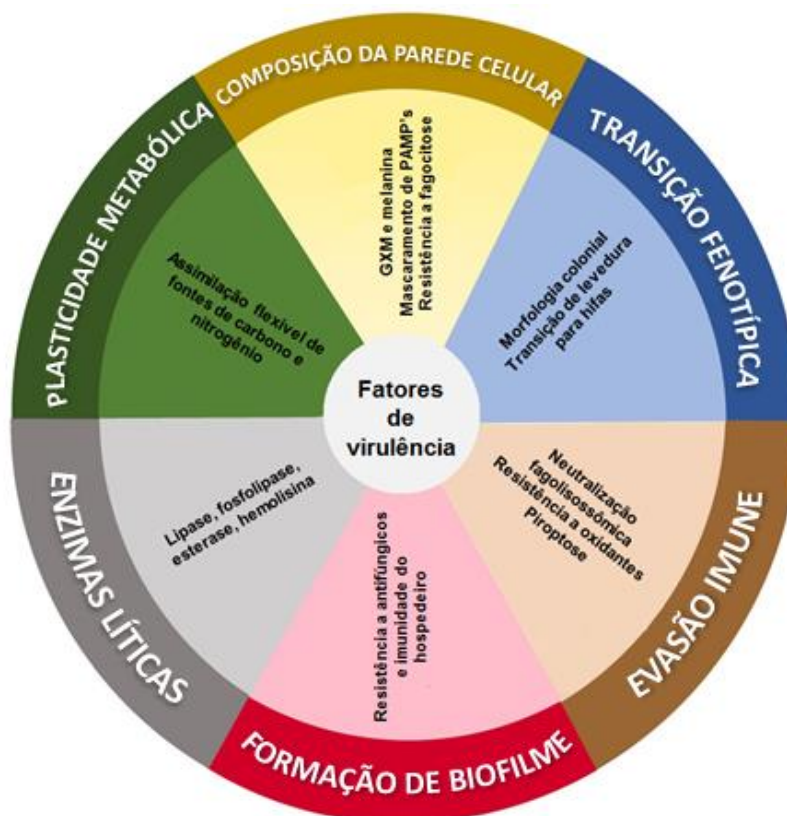 COMPOSIÇÃO DA PAREDE CELULAR
GXM e melanina
Mascaramento de PAMP's
Resistência a fagocitose
TRANSIÇÃO FENOTÍPICA
Morfologia colonial
Transição de levedura
para hifas
EVASÃO IMUNE
Neutralização
fagolisossômica
Resistência a oxidantes
Piroptose
FORMAÇÃO DE BIOFILME
Resistência a antifúngicos
e imunidade do
hospedeiro
ENZIMAS LÍTICAS
Lipase, fosfolipase,
esterase, hemolisina
PLASTICIDADE METABÓLICA
Assimilação flexível de
fontes de carbono e
nitrogênio
Fatores
de
virulência